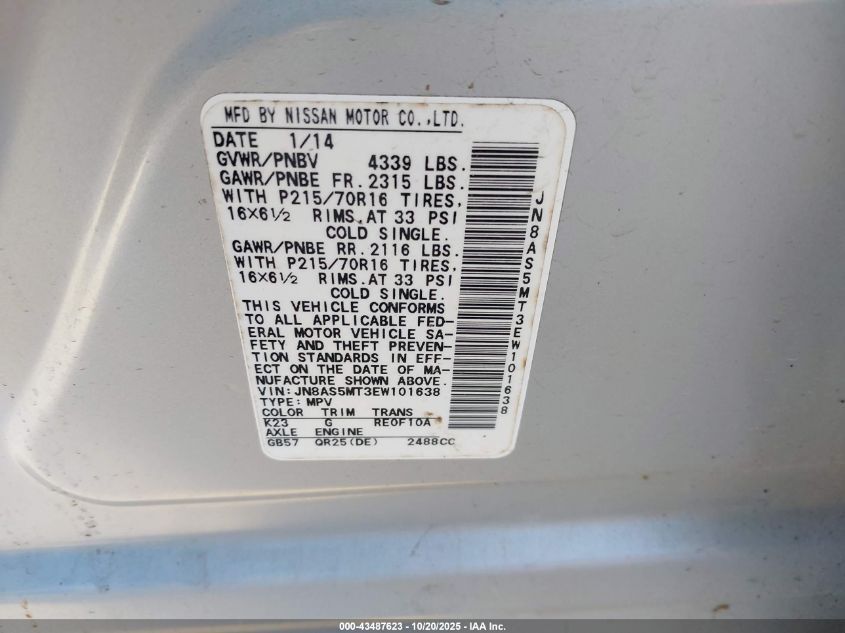 MFD BY NISSAN MOTOR CO.,LTD.
DATE 1/14
GVWR/PNBV 4339 LBS.
GAWR/PNBE FR. 2315 LBS.
WITH P215/70R16 TIRES,
16×6½ RIMS, AT 33 PSI
COLD SINGLE.
GAWR/PNBE RR. 2116 LBS.
WITH P215/70R16 TIRES,
16×6½ RIMS. AT 33 PSI
COLD SINGLE.
THIS VEHICLE CONFORMS
TO ALL APPLICABLE FED-
ERAL MOTOR VEHICLE SA-
FETY AND THEFT PREVEN-
TION STANDARDS IN EFF-
ECT ON THE DATE OF MA-
NUFACTURE SHOWN ABOVE.
VIN: JN8AS5MT3EW101638
TYPE: MPV
COLOR TRIM TRANS
K23 G RE0F10A
AXLE ENGINE
GB57 QR25(DE) 2488CC
JN8AS5MT3EW101638
000-43487623 - 10/20/2025 - IAA Inc.